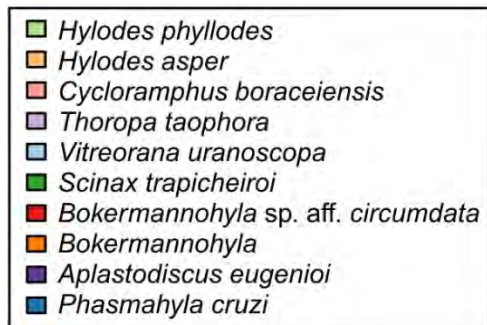 Hylodes phyllodes
Hylodes asper
Cycloramphus boraceiensis
Thoropa taophora
Vitreorana uranoscopa
Scinax trapicheiroi
Bokermannohyla sp. aff. circumdata
Bokermannohyla
Aplastodiscus eugenioi
Phasmahyla cruzi